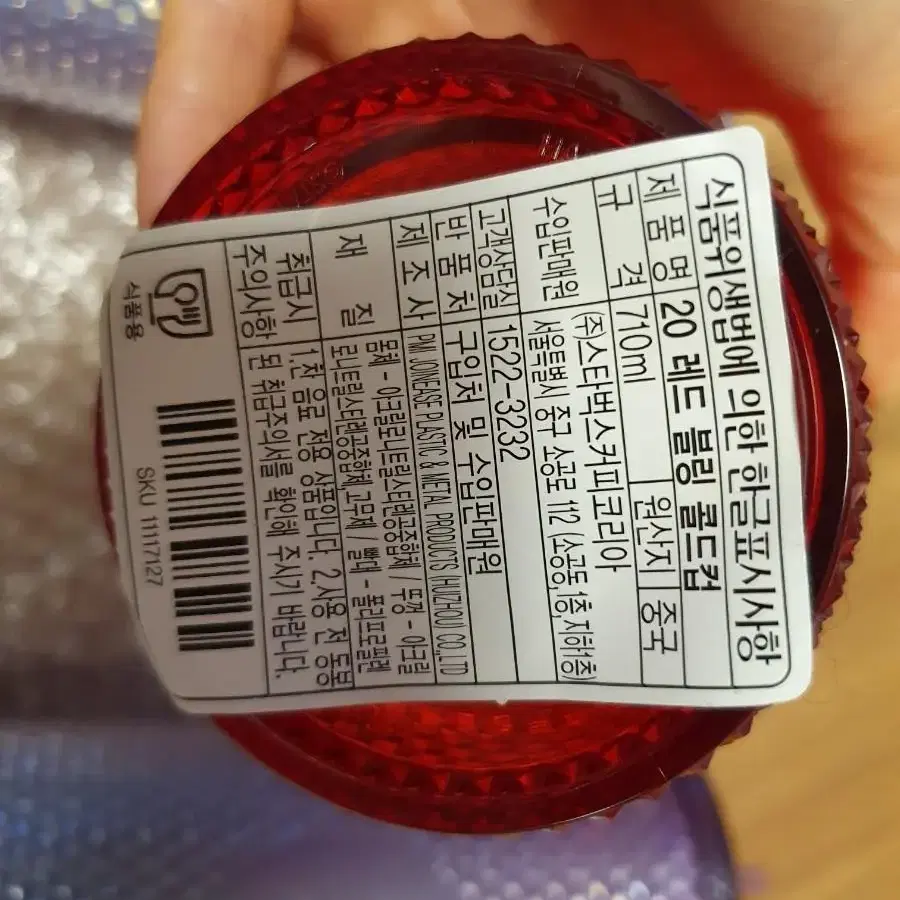 식품위생법에 의한 한글표시사항
제 품 명 20 레드 블링 콜드컵
규 격 710ml 원산지 중국
수입판매원 (주)스타벅스커피코리아
서울특별시 중구 소공로 112 (소공동,1층,지하1층)
고객상담실 1522-3232
반 품 처 구입처 및 수입판매원
제 조 사 PMI JOINEASE PLASTIC & METAL PRODUCTS (HUIZHOU) CO.,LTD
재 질 몸체 - 아크릴로니트릴스티렌공중합체 / 뚜껑 - 아크릴
로니트릴스티렌공중합체,고무제 / 빨대 - 폴리프로필렌
취급시 주의사항 1.찬 음료 전용 상품입니다. 2.사용 전 동봉
된 취급주의서를 확인해 주시기 바랍니다.
식품용
SKU 11117127